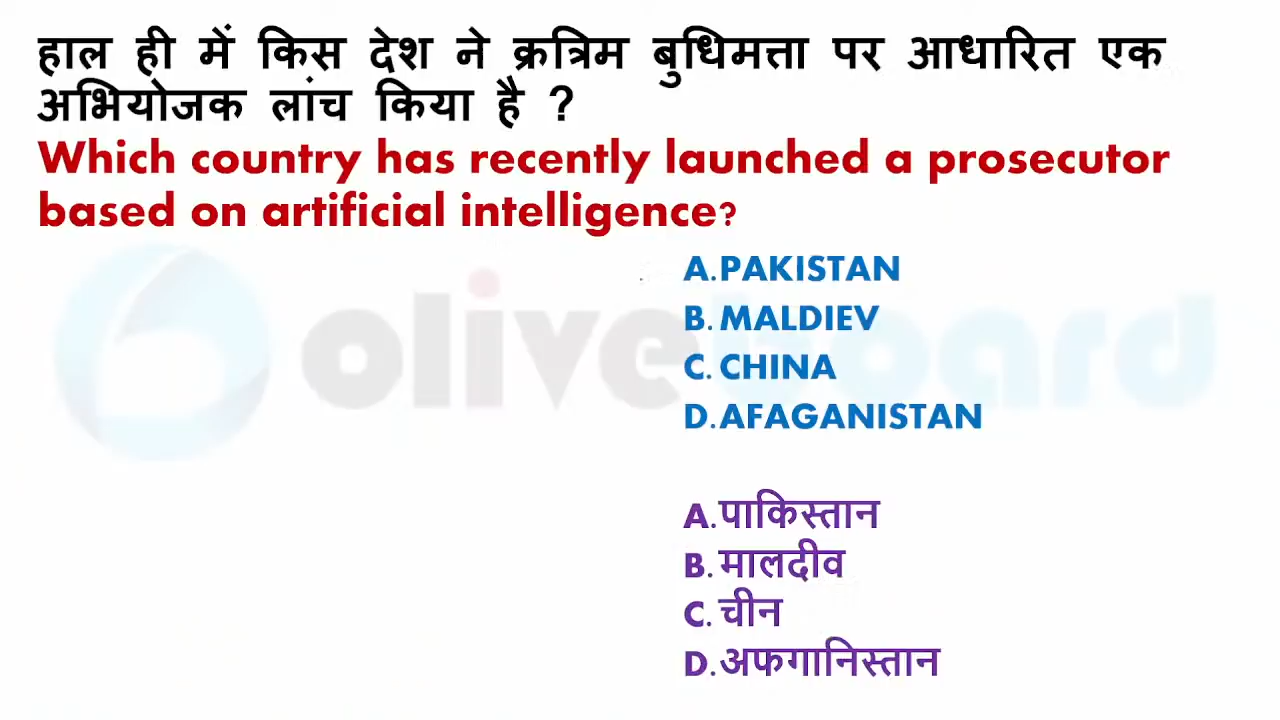 हाल ही में किस देश ने क्रत्रिम बुधिमत्ता पर आधारित एक
अभियोजक लांच किया है ?
Which country has recently launched a prosecutor
based on artificial intelligence?
A.PAKISTAN
B. MALDIEV
C. CHINA
D.AFAGANISTAN
oliveboard
A.पाकिस्तान
B. मालदीव
C. चीन
D.अफगानिस्तान